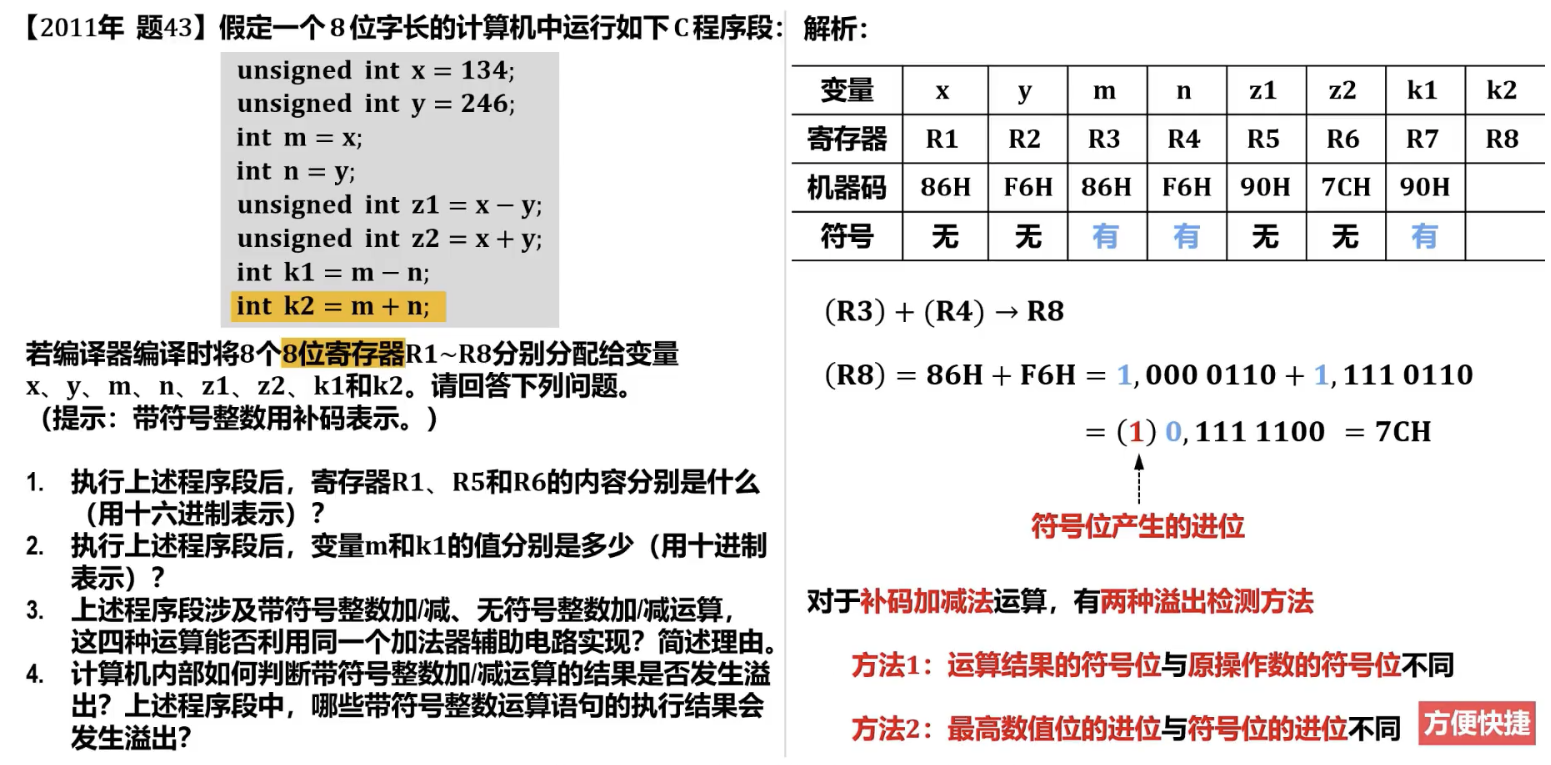 【2011年 题43】假定一个8位字长的计算机中运行如下C程序段：
unsigned int x = 134;
unsigned int y = 246;
int m = x;
int n = y;
unsigned int z1 = x − y;
unsigned int z2 = x + y;
int k1 = m − n;
int k2 = m + n;
若编译器编译时将8个8位寄存器R1~R8分别分配给变量
x、y、m、n、z1、z2、k1和k2。请回答下列问题。
（提示：带符号整数用补码表示。）
1. 执行上述程序段后，寄存器R1、R5和R6的内容分别是什么
（用十六进制表示）？
2. 执行上述程序段后，变量m和k1的值分别是多少（用十进制
表示）？
3. 上述程序段涉及带符号整数加/减、无符号整数加/减运算，
这四种运算能否利用同一个加法器辅助电路实现？简述理由。
4. 计算机内部如何判断带符号整数加/减运算的结果是否发生溢
出？上述程序段中，哪些带符号整数运算语句的执行结果会
发生溢出？
解析：
变量 x y m n z1 z2 k1 k2
寄存器 R1 R2 R3 R4 R5 R6 R7 R8
机器码 86H F6H 86H F6H 90H 7CH 90H
符号 无 无 有 有 无 无 有
(R3) + (R4) → R8
(R8) = 86H + F6H = 1, 000 0110 + 1, 111 0110
= (1) 0, 111 1100 = 7CH
符号位产生的进位
对于补码加减法运算，有两种溢出检测方法
方法1：运算结果的符号位与原操作数的符号位不同
方法2：最高数值位的进位与符号位的进位不同 方便快捷